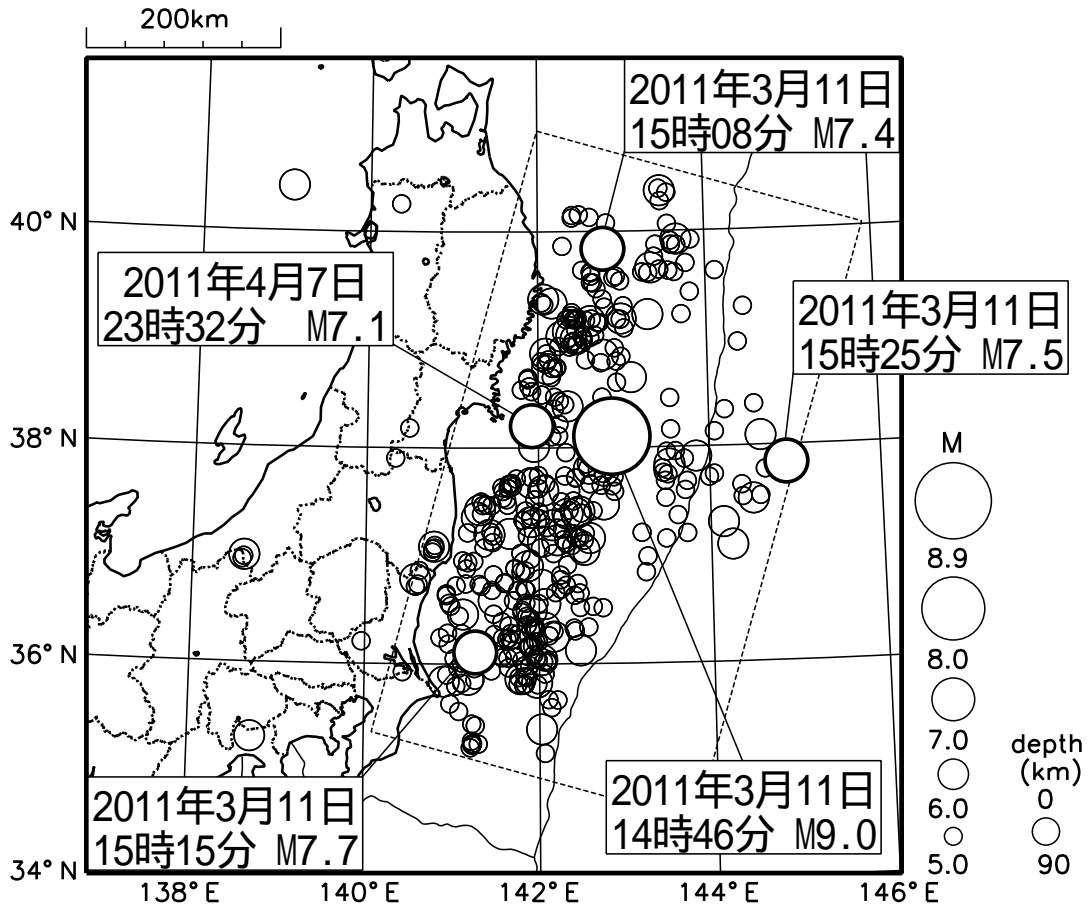 200km
2011年3月11日
15時08分 M7.4
40° N
2011年4月7日
23時32分 M7.1
2011年3月11日
15時25分 M7.5
38° N
M
8.9
8.0
36° N
7.0
depth
(km)
0
6.0
90
5.0
2011年3月11日
15時15分 M7.7
2011年3月11日
14時46分 M9.0
34° N
138° E
140° E
142° E
144° E
146° E